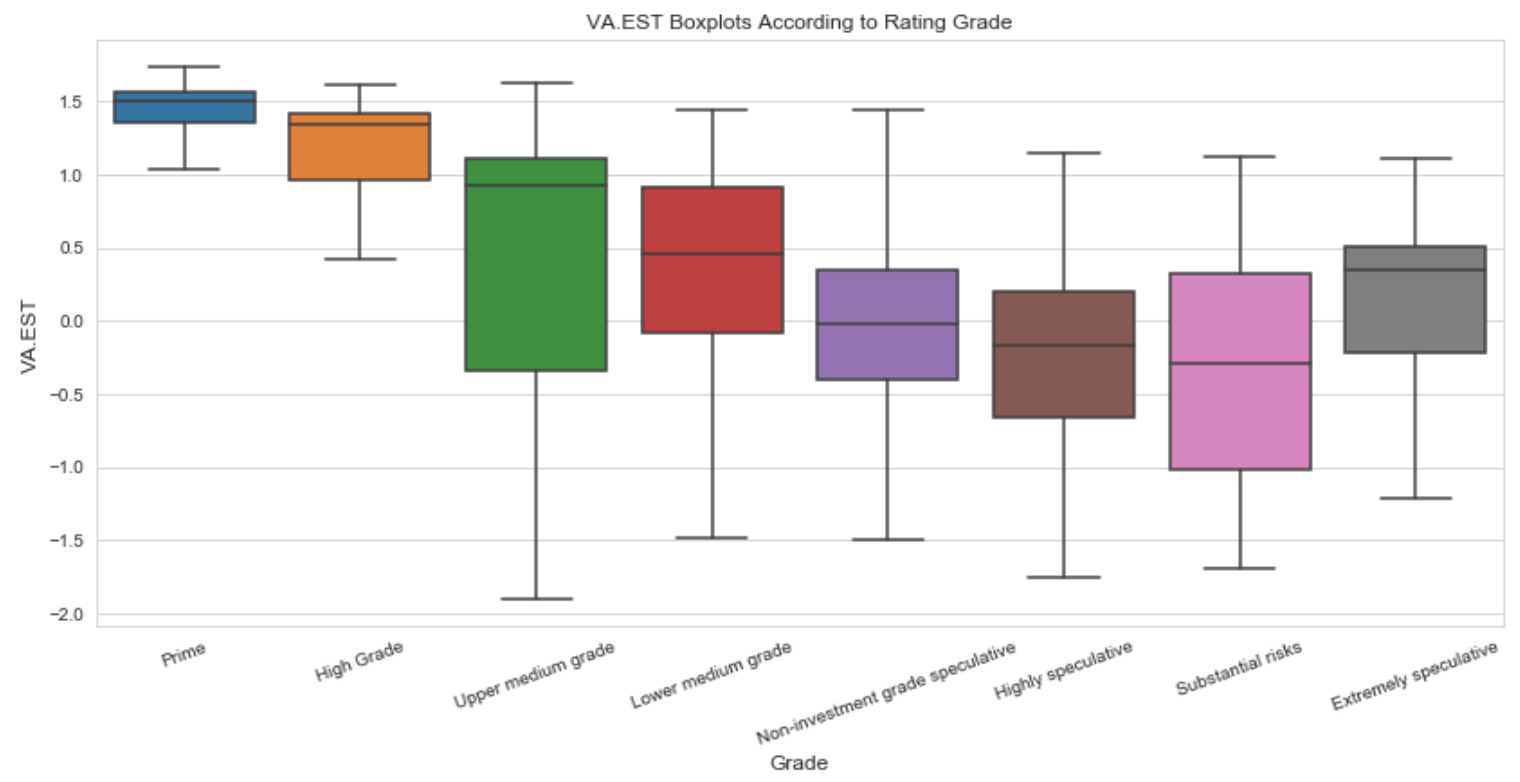 VA.EST Boxplots According to Rating Grade
VA.EST
1.5
1.0
0.5
0.0
−0.5
−1.0
−1.5
−2.0
Prime
High Grade
Upper medium grade
Lower medium grade
Non-investment grade speculative
Highly speculative
Substantial risks
Extremely speculative
Grade